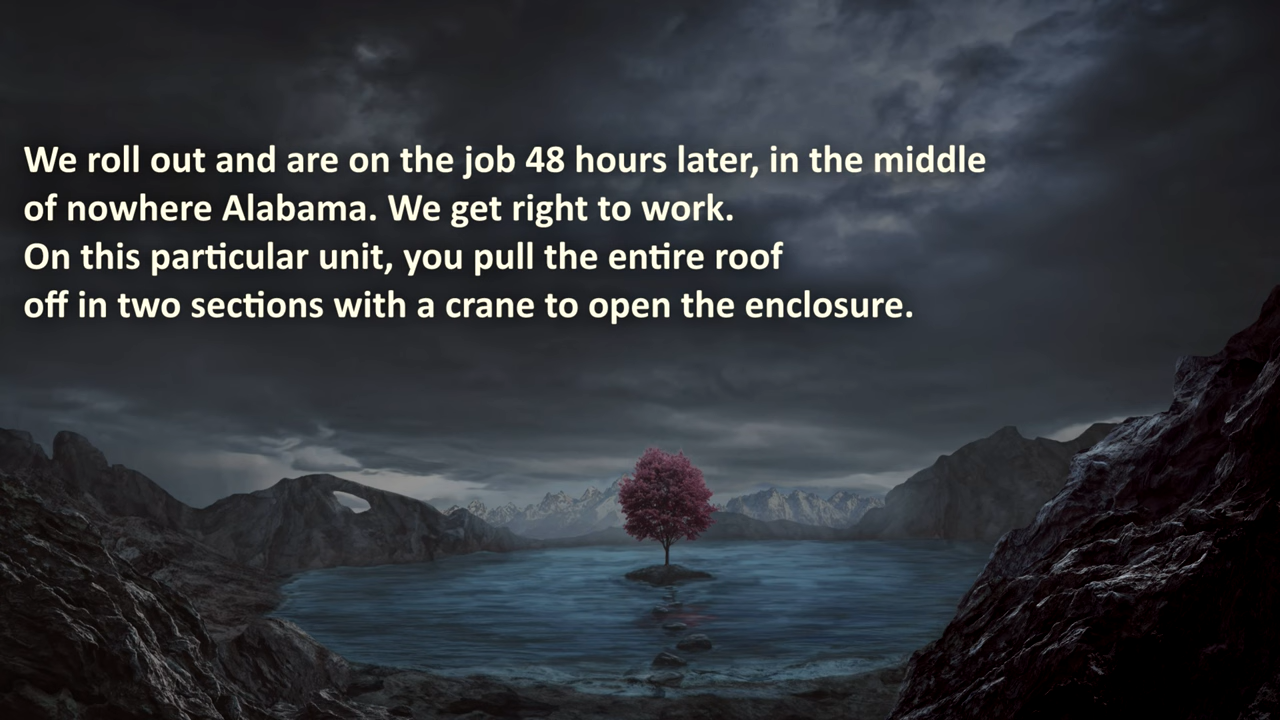 We roll out and are on the job 48 hours later, in the middle
of nowhere Alabama. We get right to work.
On this particular unit, you pull the entire roof
off in two sections with a crane to open the enclosure.